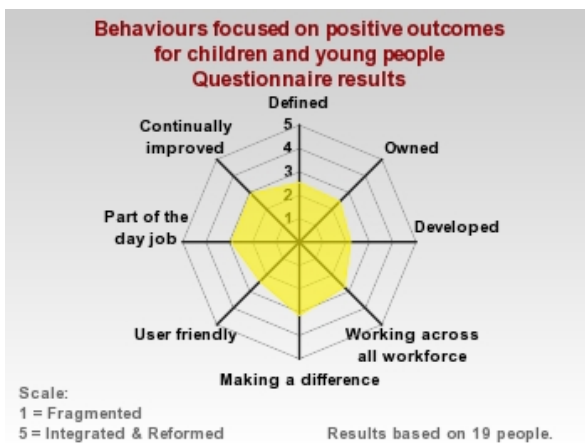 Behaviours focused on positive outcomes
for children and young people
Questionnaire results
Defined
Continually
improved
5
4
3
2
1
Owned
Part of the
day job
Developed
User friendly
Working across
all workforce
Making a difference
Scale:
1 = Fragmented
5 = Integrated & Reformed
Results based on 19 people.